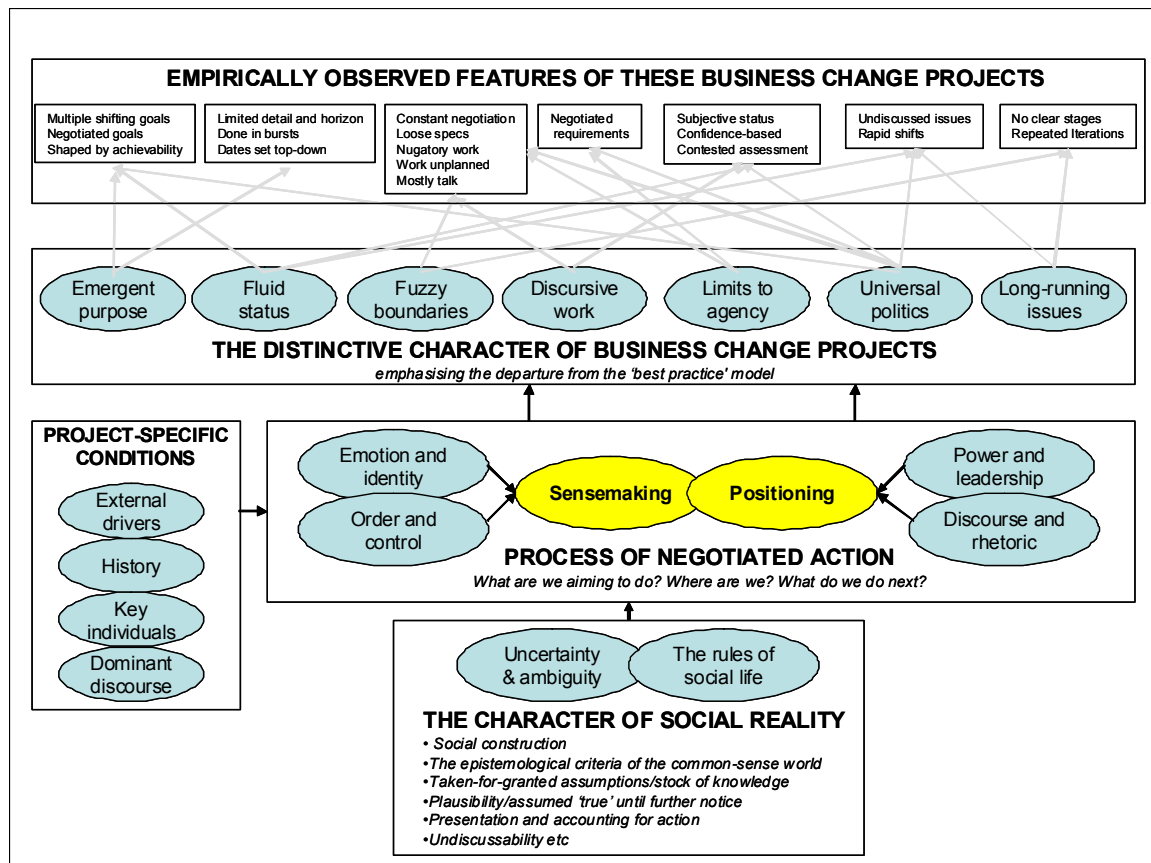 EMPIRICALLY OBSERVED FEATURES OF THESE BUSINESS CHANGE PROJECTS
Multiple shifting goals
Negotiated goals
Shaped by achievability
Limited detail and horizon
Done in bursts
Dates set top-down
Constant negotiation
Loose specs
Nugatory work
Work unplanned
Mostly talk
Negotiated
requirements
Subjective status
Confidence-based
Contested assessment
Undiscussed issues
Rapid shifts
No clear stages
Repeated Iterations
Emergent
purpose
Fluid
status
Fuzzy
boundaries
Discursive
work
Limits to
agency
Universal
politics
Long-running
issues
THE DISTINCTIVE CHARACTER OF BUSINESS CHANGE PROJECTS
emphasising the departure from the 'best practice' model
PROJECT-SPECIFIC
CONDITIONS
External
drivers
History
Key
individuals
Dominant
discourse
Emotion and
identity
Order and
control
Sensemaking
Positioning
Power and
leadership
Discourse and
rhetoric
PROCESS OF NEGOTIATED ACTION
What are we aiming to do? Where are we? What do we do next?
Uncertainty
& ambiguity
The rules of
social life
THE CHARACTER OF SOCIAL REALITY
• Social construction
•The epistemological criteria of the common-sense world
•Taken-for-granted assumptions/stock of knowledge
•Plausibility/assumed 'true' until further notice
•Presentation and accounting for action
•Undiscussability etc